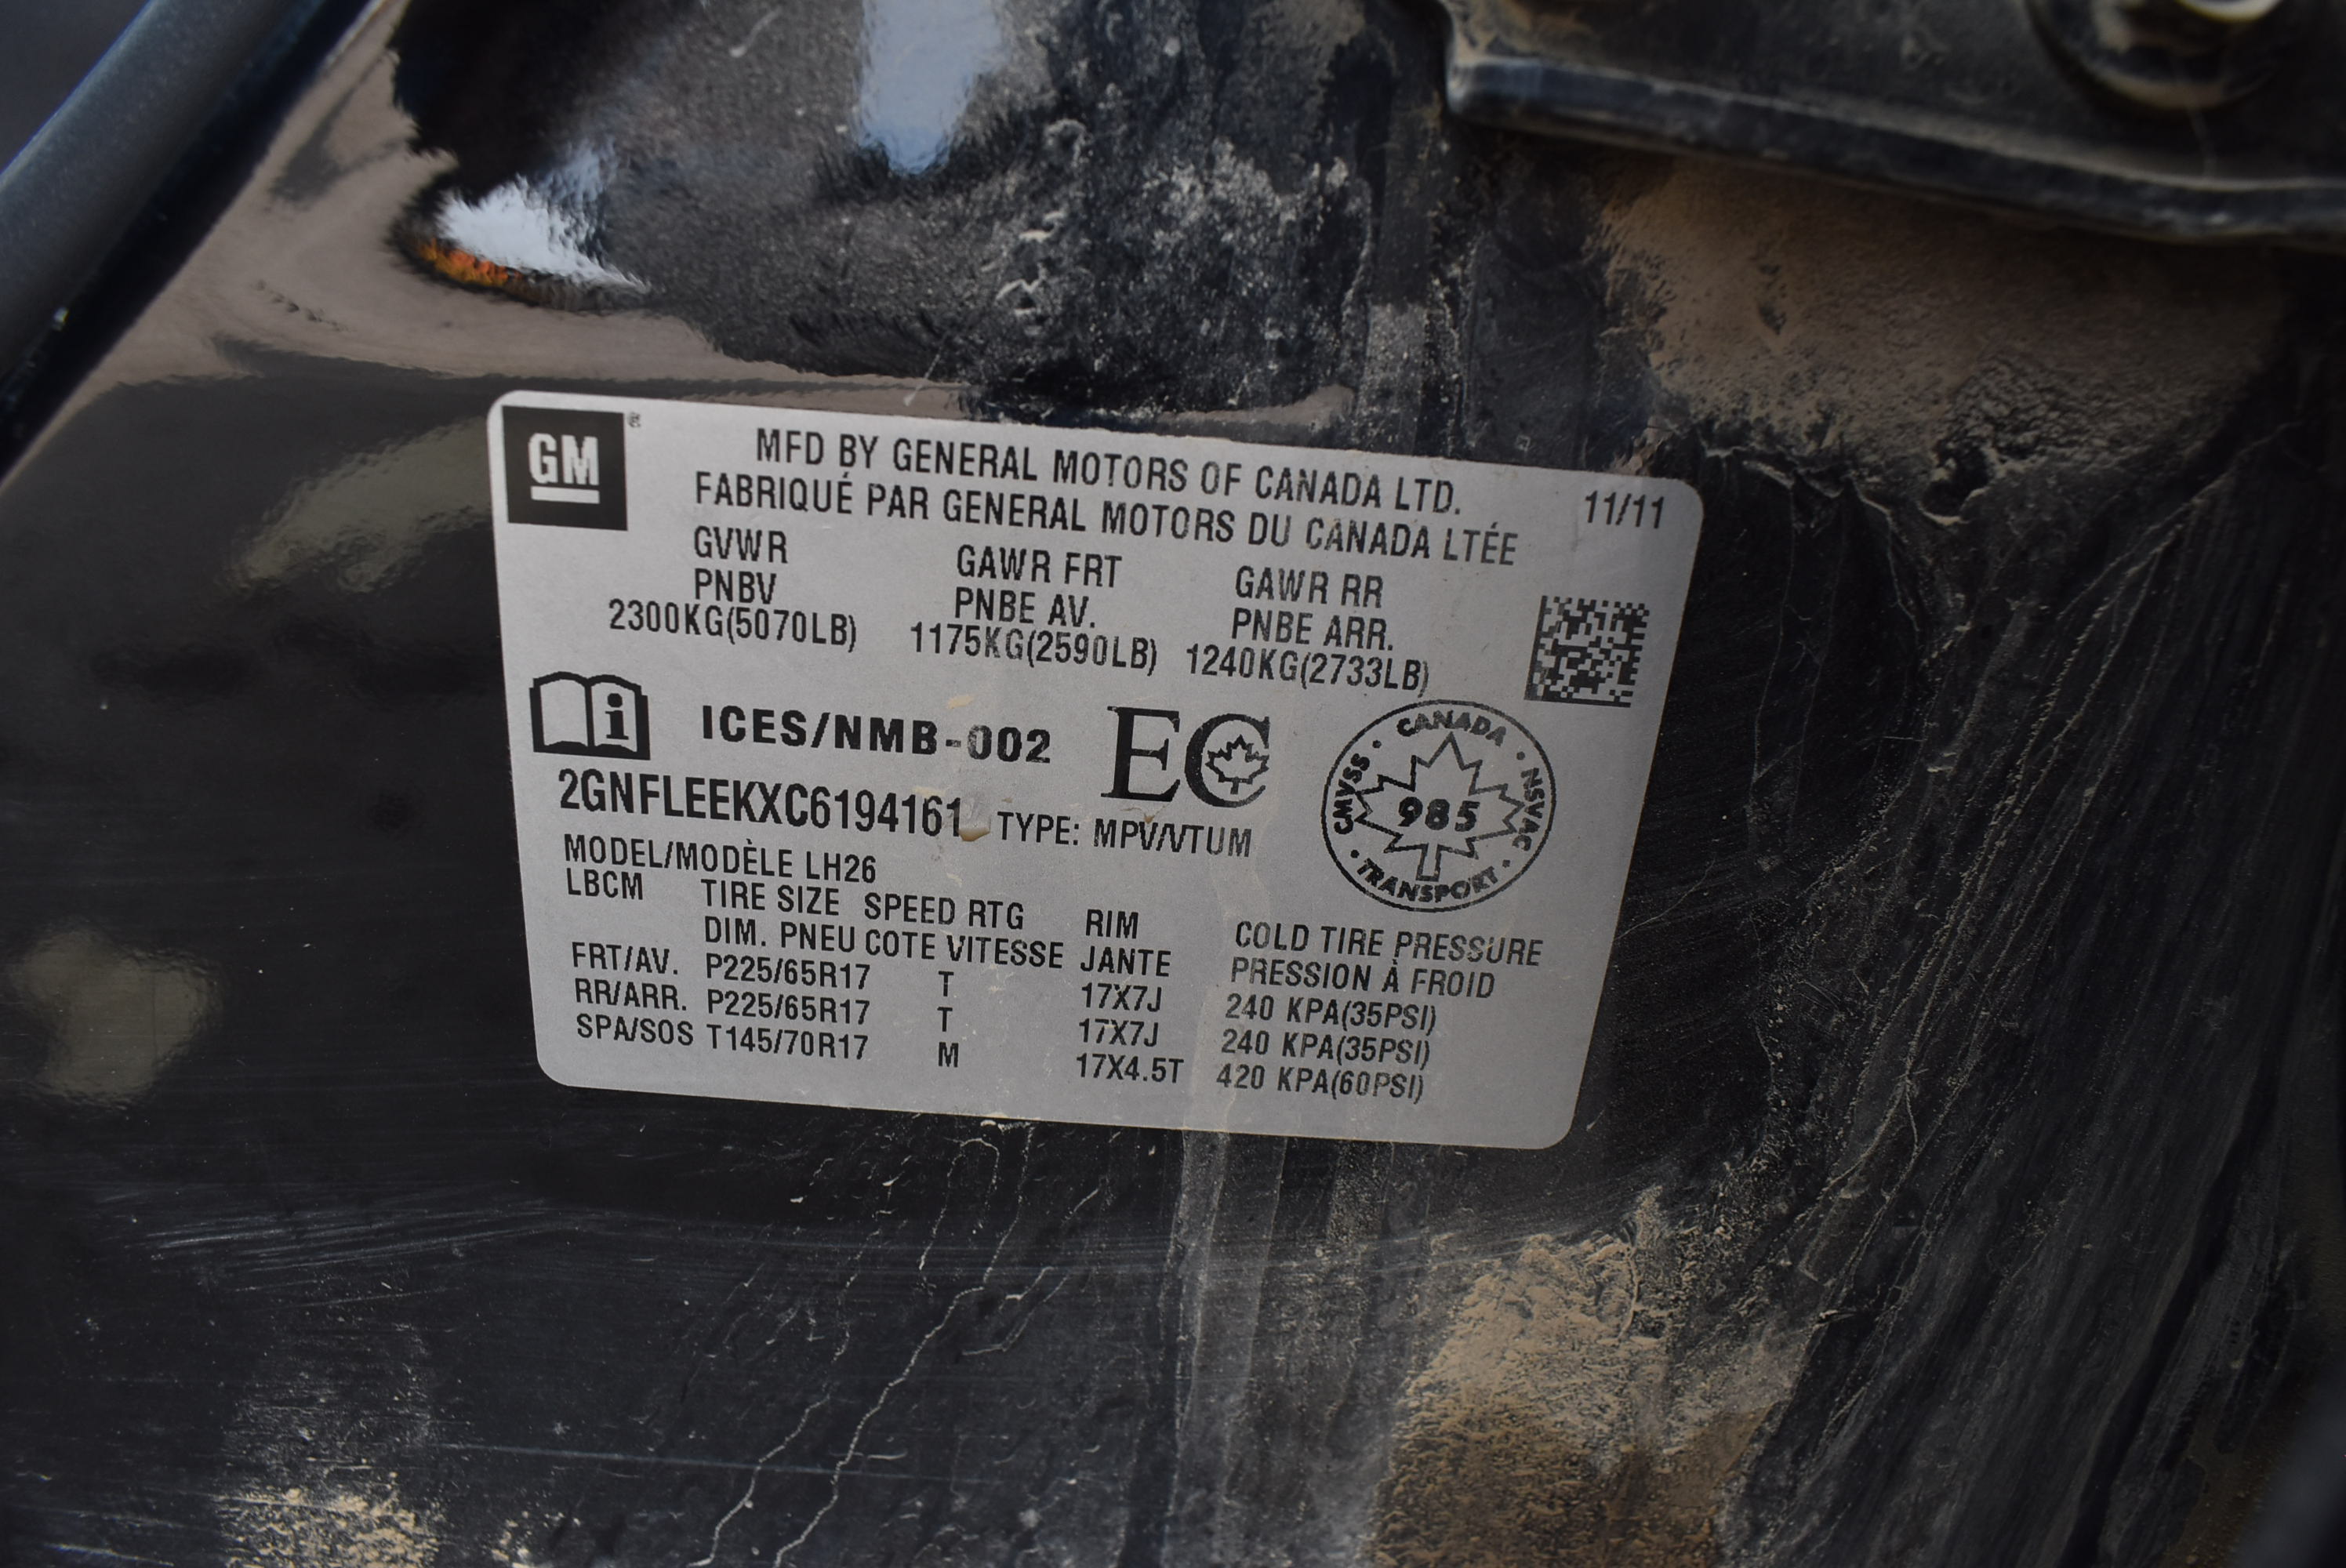 GM ®
MFD BY GENERAL MOTORS OF CANADA LTD. 11/11
FABRIQUÉ PAR GENERAL MOTORS DU CANADA LTÉE
GVWR GAWR FRT GAWR RR
PNBV PNBE AV. PNBE ARR.
2300KG(5070LB) 1175KG(2590LB) 1240KG(2733LB)
i ICES/NMB-002 EC
CANADA · NSVAC · TRANSPORT · CMVSS ·
985
2GNFLEEKXC6194161 TYPE: MPV/VTUM
MODEL/MODÈLE LH26
LBCM TIRE SIZE SPEED RTG RIM COLD TIRE PRESSURE
DIM. PNEU COTE VITESSE JANTE PRESSION À FROID
FRT/AV. P225/65R17 T 17X7J 240 KPA(35PSI)
RR/ARR. P225/65R17 T 17X7J 240 KPA(35PSI)
SPA/SOS T145/70R17 M 17X4.5T 420 KPA(60PSI)